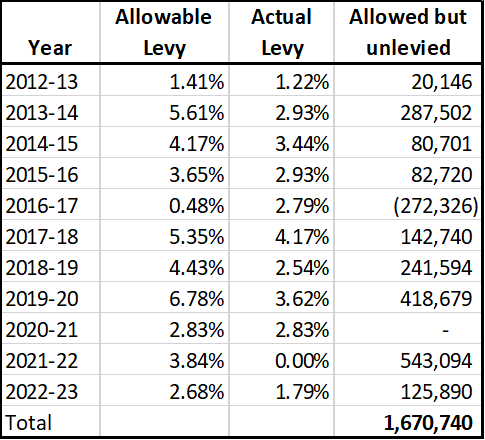 Year Allowable Levy Actual Levy Allowed but unlevied
2012-13 1.41% 1.22% 20,146
2013-14 5.61% 2.93% 287,502
2014-15 4.17% 3.44% 80,701
2015-16 3.65% 2.93% 82,720
2016-17 0.48% 2.79% (272,326)
2017-18 5.35% 4.17% 142,740
2018-19 4.43% 2.54% 241,594
2019-20 6.78% 3.62% 418,679
2020-21 2.83% 2.83% -
2021-22 3.84% 0.00% 543,094
2022-23 2.68% 1.79% 125,890
Total 1,670,740